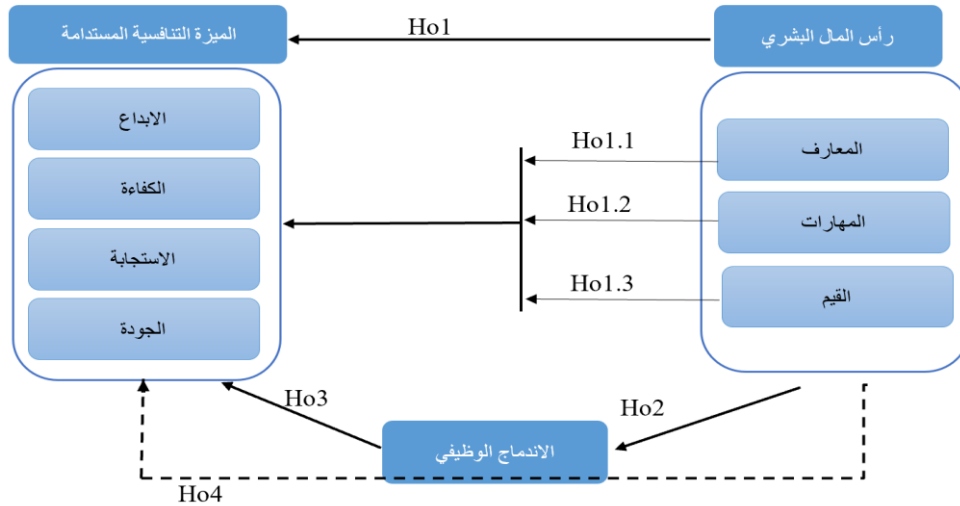 رأس المال البشري
Ho1
الميزة التنافسية المستدامة
المعارف
المهارات
القيم
Ho1.1
Ho1.2
Ho1.3
الابداع
الكفاءة
الاستجابة
الجودة
Ho2
الاندماج الوظيفي
Ho3
Ho4